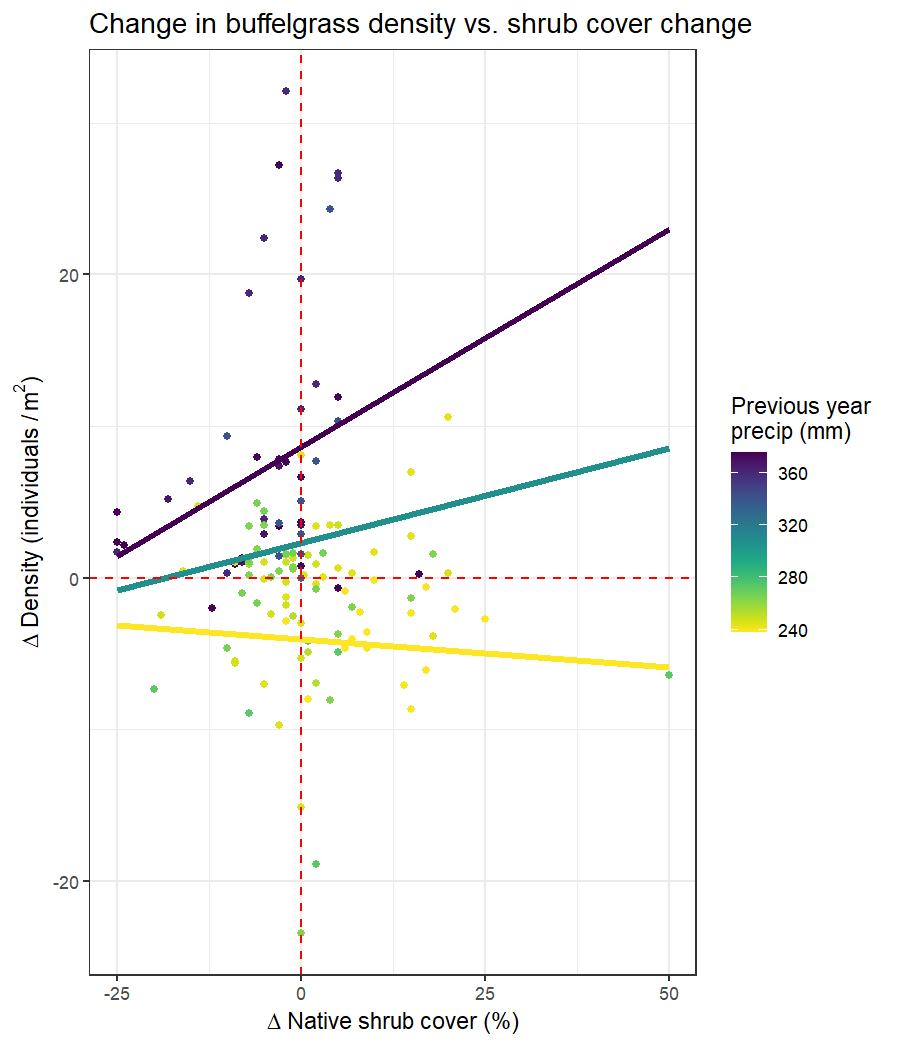 Change in buffelgrass density vs. shrub cover change
Δ Density (individuals / m²)
20
0
-20
-25
0
25
50
Δ Native shrub cover (%)
Previous year
precip (mm)
360
320
280
240